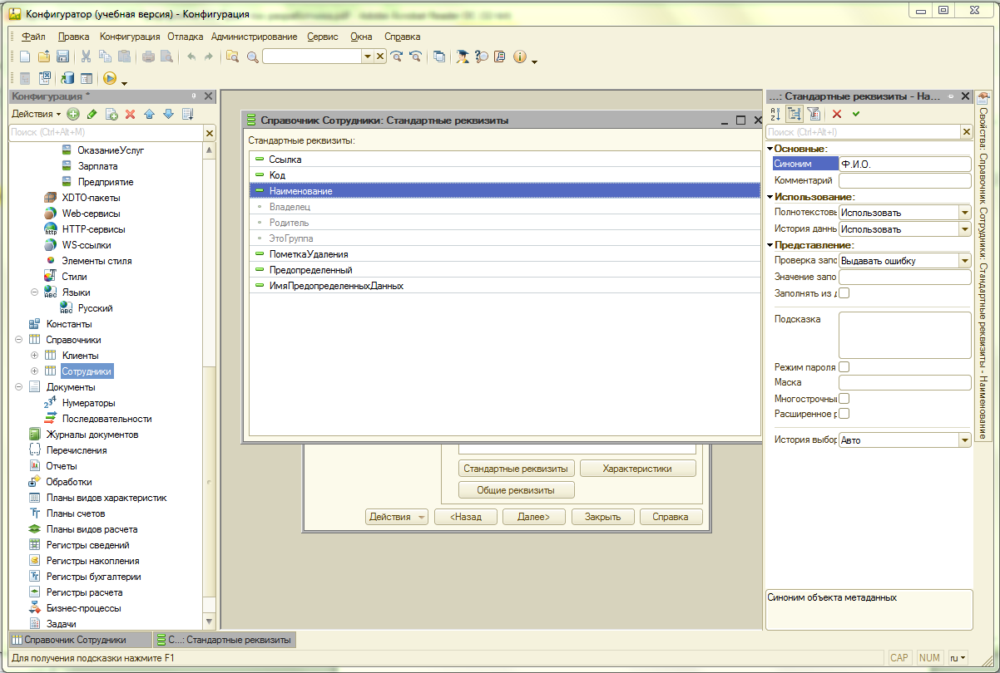 Конфигуратор (учебная версия) - Конфигурация
Файл Правка Конфигурация Отладка Администрирование Сервис Окна Справка
Конфигурация *
Действия
Поиск (Ctrl+Alt+M)
ОказаниеУслуг
Зарплата
Предприятие
XDTO-пакеты
Web-сервисы
HTTP-сервисы
WS-ссылки
Элементы стиля
Стили
Языки
Русский
Константы
Справочники
Клиенты
Сотрудники
Документы
Нумераторы
Последовательности
Журналы документов
Перечисления
Отчеты
Обработки
Планы видов характеристик
Планы счетов
Планы видов расчета
Регистры сведений
Регистры накопления
Регистры бухгалтерии
Регистры расчета
Бизнес-процессы
Задачи
Справочник Сотрудники: Стандартные реквизиты
Стандартные реквизиты:
Ссылка
Код
Наименование
Владелец
Родитель
ЭтоГруппа
ПометкаУдаления
Предопределенный
ИмяПредопределенныхДанных
Стандартные реквизиты Характеристики
Общие реквизиты
Действия <Назад Далее> Закрыть Справка
...: Стандартные реквизиты - На...
Поиск (Ctrl+Alt+I)
Основные:
Синоним Ф.И.О.
Комментарий
Использование:
Полнотекстовь Использовать
История данны Использовать
Представление:
Проверка запо Выдавать ошибку
Значение запо
Заполнять из д
Подсказка
Режим пароля
Маска
Многострочны
Расширенное р
История выбор Авто
Синоним объекта метаданных
Свойства: Справочник Сотрудники: Стандартные реквизиты - Наименование
Справочник Сотрудники С...: Стандартные реквизиты
Для получения подсказки нажмите F1 CAP NUM ru